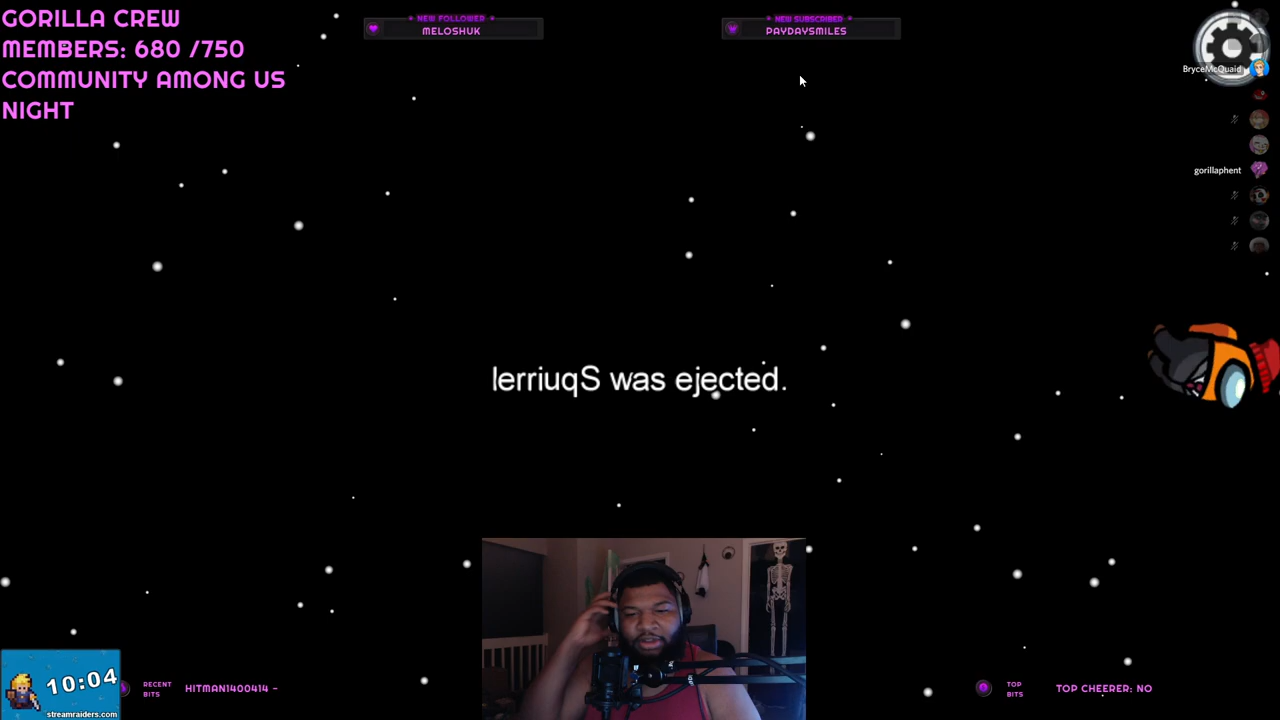 GORILLA CREW
MEMBERS: 680 /750
COMMUNITY AMONG US
NIGHT
NEW FOLLOWER
MELOSHUK
NEW SUBSCRIBED
PAYDAYSMILES
BryceMcQuaid
gorillaphent
lerriuqS was ejected.
10:04
streamraiders.com
RECENT
BITS
HITMAN1400414 -
TOP
BITS
TOP CHEERER: NO